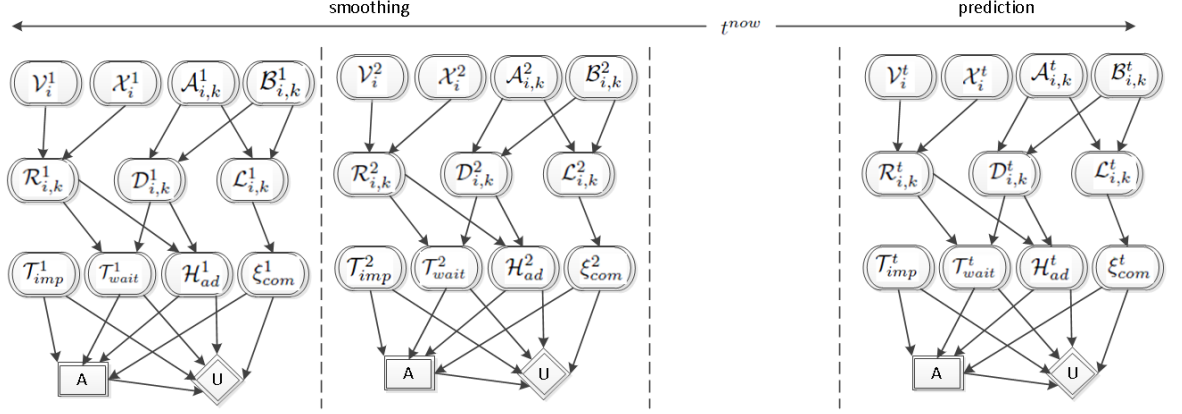 smoothing
t^{now}
prediction
𝒱_i^1 𝒳_i^1 𝒜_{i,k}^1 ℬ_{i,k}^1 𝒱_i^2 𝒳_i^2 𝒜_{i,k}^2 ℬ_{i,k}^2 𝒱_i^t 𝒳_i^t 𝒜_{i,k}^t ℬ_{i,k}^t
ℛ_{i,k}^1 𝒟_{i,k}^1 ℒ_{i,k}^1 ℛ_{i,k}^2 𝒟_{i,k}^2 ℒ_{i,k}^2 ℛ_{i,k}^t 𝒟_{i,k}^t ℒ_{i,k}^t
𝒯_{imp}^1 𝒯_{wait}^1 ℋ_{ad}^1 ξ_{com}^1 𝒯_{imp}^2 𝒯_{wait}^2 ℋ_{ad}^2 ξ_{com}^2 𝒯_{imp}^t 𝒯_{wait}^t ℋ_{ad}^t ξ_{com}^t
A U A U A U